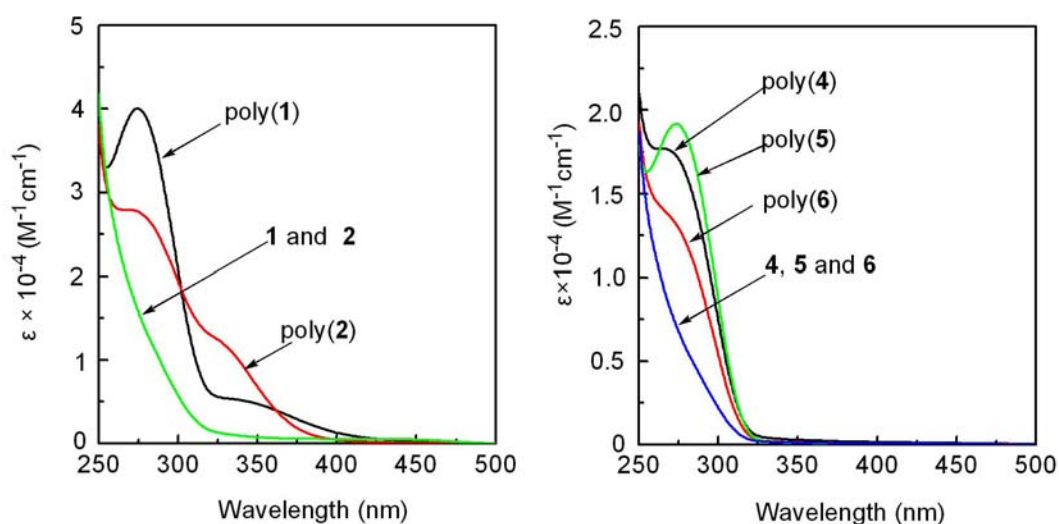 5
4
3
2
1
0
ε × 10⁻⁴ (M⁻¹cm⁻¹)
poly(1)
1 and 2
poly(2)
250 300 350 400 450 500
Wavelength (nm)
2.5
2.0
1.5
1.0
0.5
0
ε×10⁻⁴ (M⁻¹cm⁻¹)
poly(4)
poly(5)
poly(6)
4, 5 and 6
250 300 350 400 450 500
Wavelength (nm)